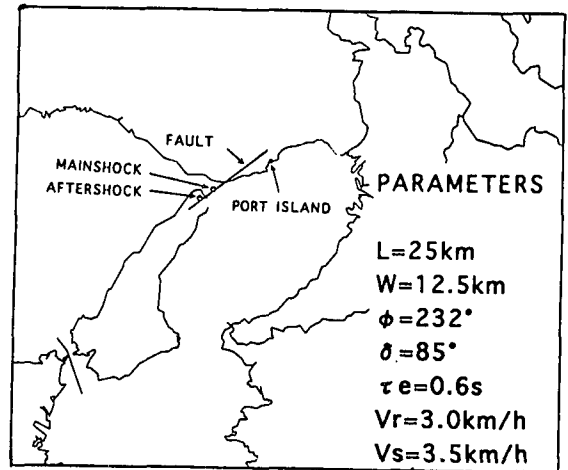 FAULT
MAINSHOCK
AFTERSHOCK
PORT ISLAND
PARAMETERS
L=25km
W=12.5km
φ=232°
δ=85°
τe=0.6s
Vr=3.0km/h
Vs=3.5km/h